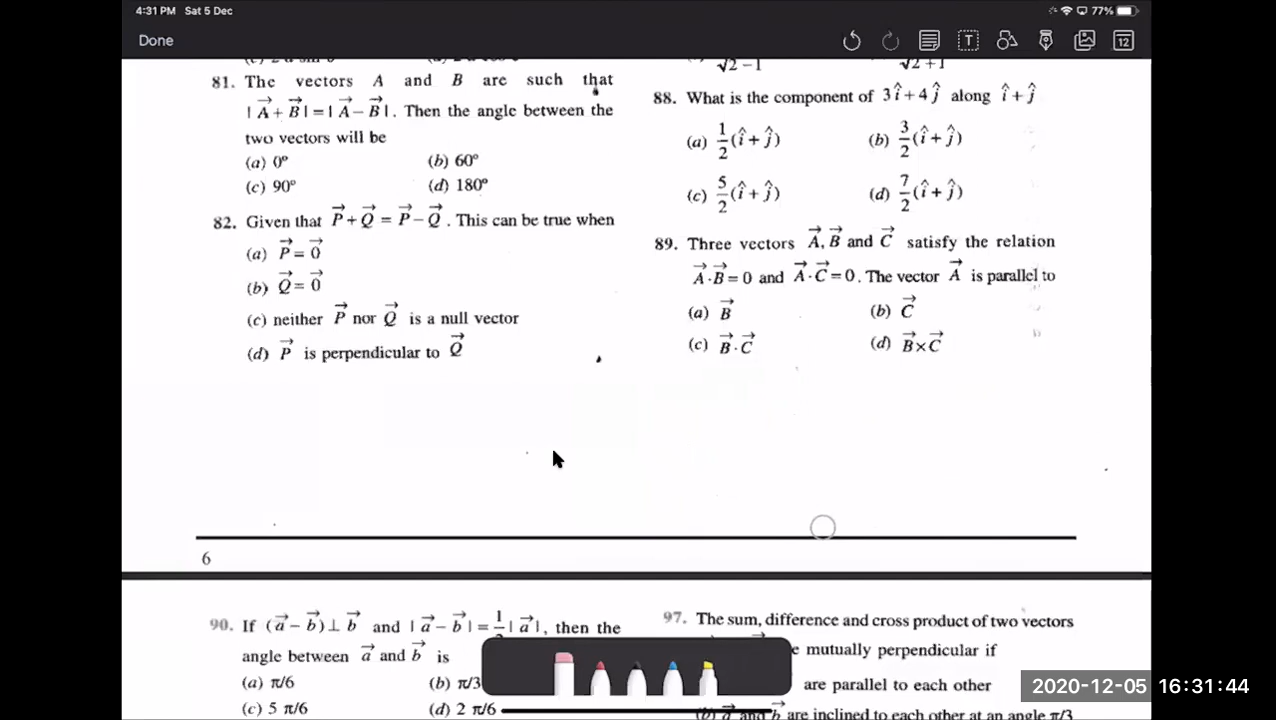 4:31 PM Sat 5 Dec
77%
Done
12
81. The vectors A and B are such that
|A⃗ + B⃗| = |A⃗ − B⃗|. Then the angle between the
two vectors will be
(a) 0º (b) 60º
(c) 90º (d) 180º
82. Given that P⃗ + Q⃗ = P⃗ − Q⃗. This can be true when
(a) P⃗ = 0⃗
(b) Q⃗ = 0⃗
(c) neither P⃗ nor Q⃗ is a null vector
(d) P⃗ is perpendicular to Q⃗
√2 −1 √2 +1
88. What is the component of 3î + 4ĵ along î + ĵ
(a) 1/2 (î + ĵ) (b) 3/2 (î + ĵ)
(c) 5/2 (î + ĵ) (d) 7/2 (î + ĵ)
89. Three vectors A⃗, B⃗ and C⃗ satisfy the relation
A⃗ · B⃗ = 0 and A⃗ · C⃗ = 0. The vector A⃗ is parallel to
(a) B⃗ (b) C⃗
(c) B⃗ · C⃗ (d) B⃗ × C⃗
6
90. If (a⃗ − b⃗) ⊥ b⃗ and |a⃗ − b⃗| = 1/2 |a⃗|, then the
angle between a⃗ and b⃗ is
(a) π/6 (b) π/3
(c) 5 π/6 (d) 2 π/6
97. The sum, difference and cross product of two vectors
e mutually perpendicular if
are parallel to each other
(b) a⃗ and b⃗ are inclined to each other at an angle π/3
2020-12-05 16:31:44